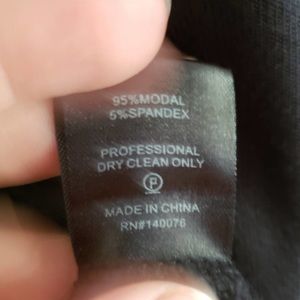 95%MODAL
5%SPANDEX
PROFESSIONAL
DRY CLEAN ONLY
P
MADE IN CHINA
RN#140076